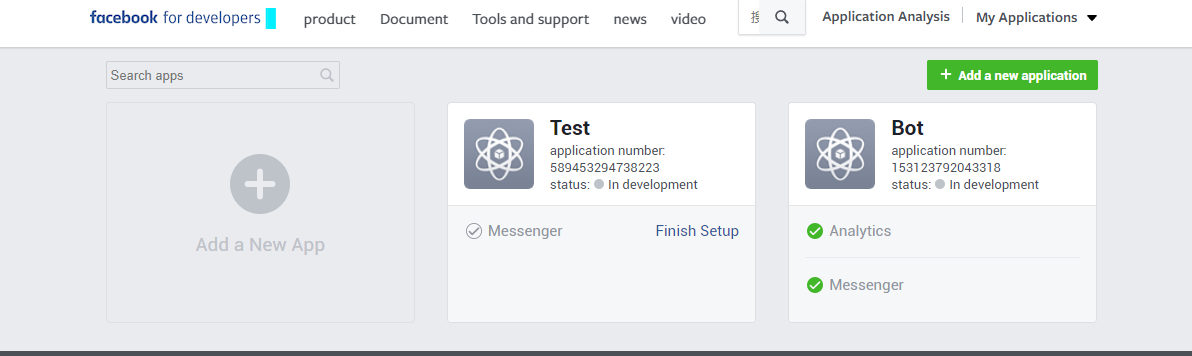 facebook for developers
product
Document
Tools and support
news
video
Application Analysis
My Applications
Search apps
+ Add a new application
Add a New App
Test
application number:
589453294738223
status: In development
Messenger
Finish Setup
Bot
application number:
153123792043318
status: In development
Analytics
Messenger